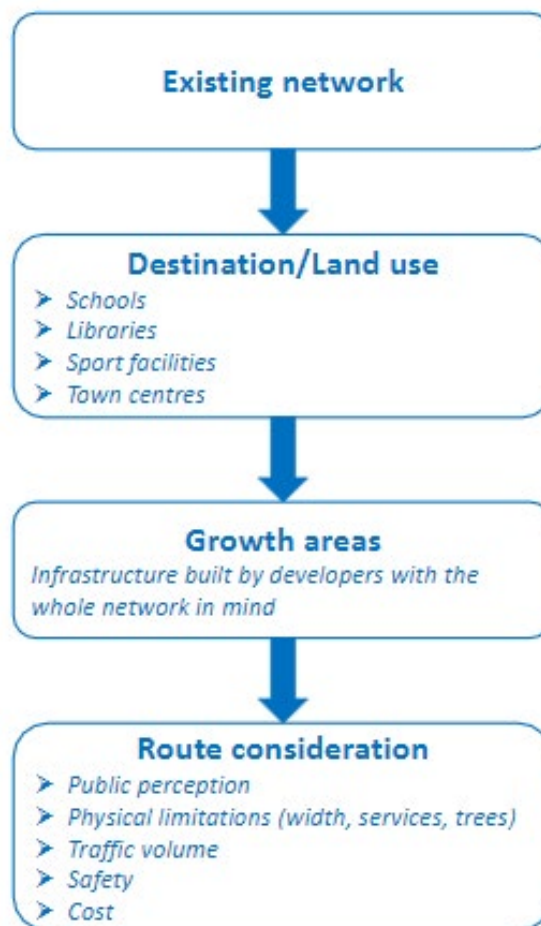 Existing network
Destination/Land use
➤ Schools
➤ Libraries
➤ Sport facilities
➤ Town centres
Growth areas
Infrastructure built by developers with the
whole network in mind
Route consideration
➤ Public perception
➤ Physical limitations (width, services, trees)
➤ Traffic volume
➤ Safety
➤ Cost